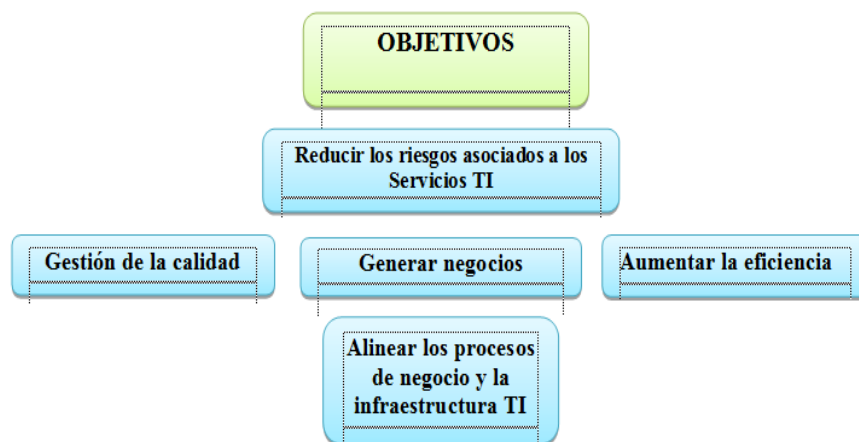 OBJETIVOS
Reducir los riesgos asociados a los
Servicios TI
Gestión de la calidad
Generar negocios
Aumentar la eficiencia
Alinear los procesos
de negocio y la
infraestructura TI